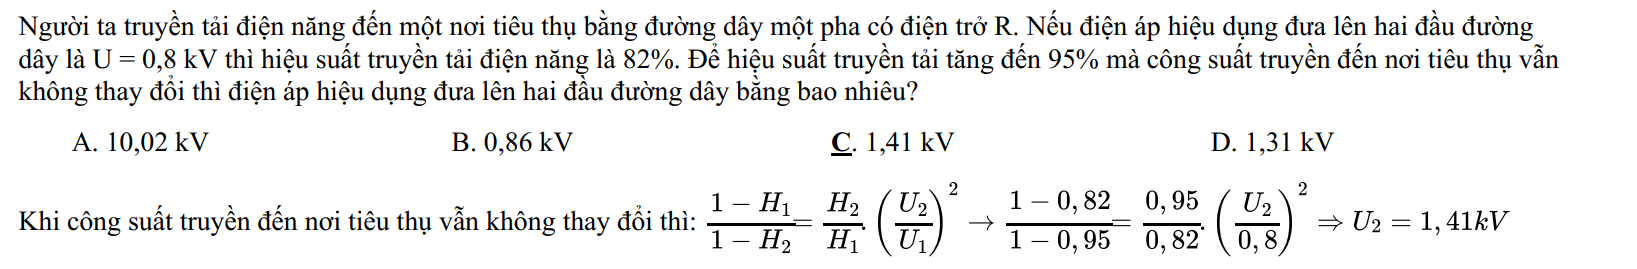 Người ta truyền tải điện năng đến một nơi tiêu thụ bằng đường dây một pha có điện trở R. Nếu điện áp hiệu dụng đưa lên hai đầu đường
dây là U = 0,8 kV thì hiệu suất truyền tải điện năng là 82%. Để hiệu suất truyền tải tăng đến 95% mà công suất truyền đến nơi tiêu thụ vẫn
không thay đổi thì điện áp hiệu dụng đưa lên hai đầu đường dây bằng bao nhiêu?
A. 10,02 kV B. 0,86 kV C. 1,41 kV D. 1,31 kV
Khi công suất truyền đến nơi tiêu thụ vẫn không thay đổi thì: \frac{1 - H_1}{1 - H_2} = \frac{H_2}{H_1} . \left(\frac{U_2}{U_1}\right)^2 → \frac{1 - 0,82}{1 - 0,95} = \frac{0,95}{0,82} . \left(\frac{U_2}{0,8}\right)^2 ⇒ U_2 = 1,41kV